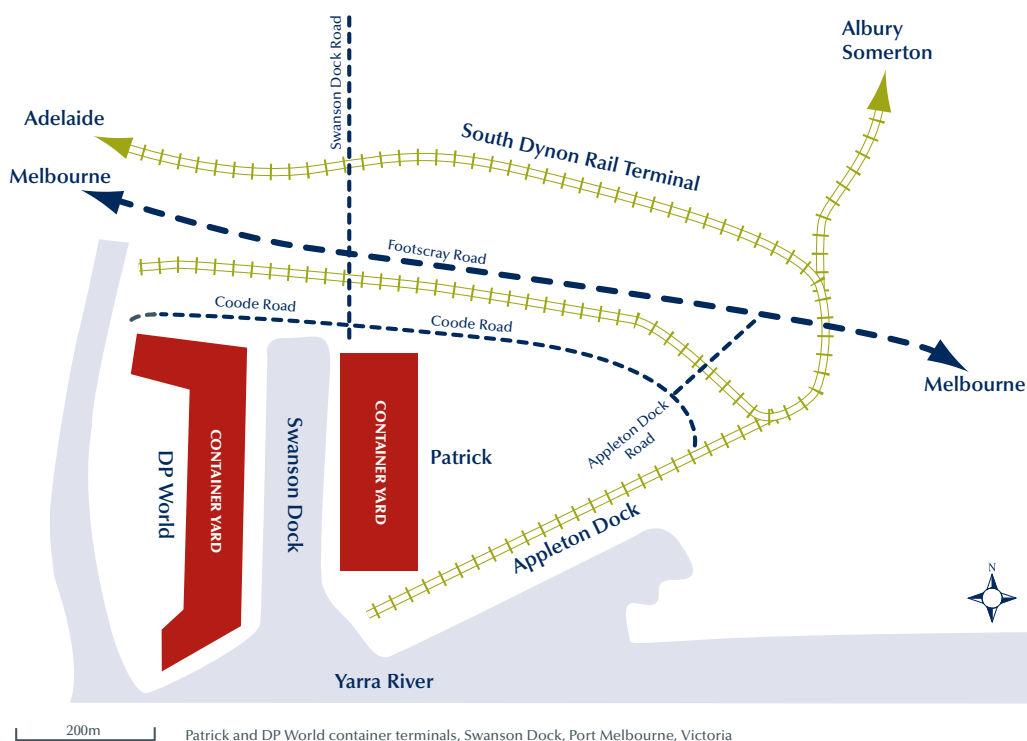 Albury
Somerton
Swanson Dock Road
Adelaide
South Dynon Rail Terminal
Melbourne
Footscray Road
Coode Road
Coode Road
Melbourne
DP World
CONTAINER YARD
Swanson Dock
CONTAINER YARD
Patrick
Appleton Dock
Road
Appleton Dock
N
Yarra River
200m
Patrick and DP World container terminals, Swanson Dock, Port Melbourne, Victoria